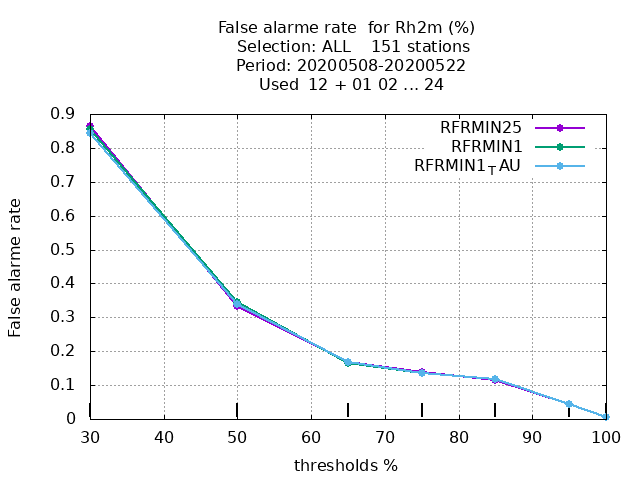 False alarme rate for Rh2m (%)
Selection: ALL 151 stations
Period: 20200508-20200522
Used 12 + 01 02 ... 24
RFRMIN25
RFRMIN1
RFRMIN1TAU
False alarme rate
0.9
0.8
0.7
0.6
0.5
0.4
0.3
0.2
0.1
0
30 40 50 60 70 80 90 100
thresholds %